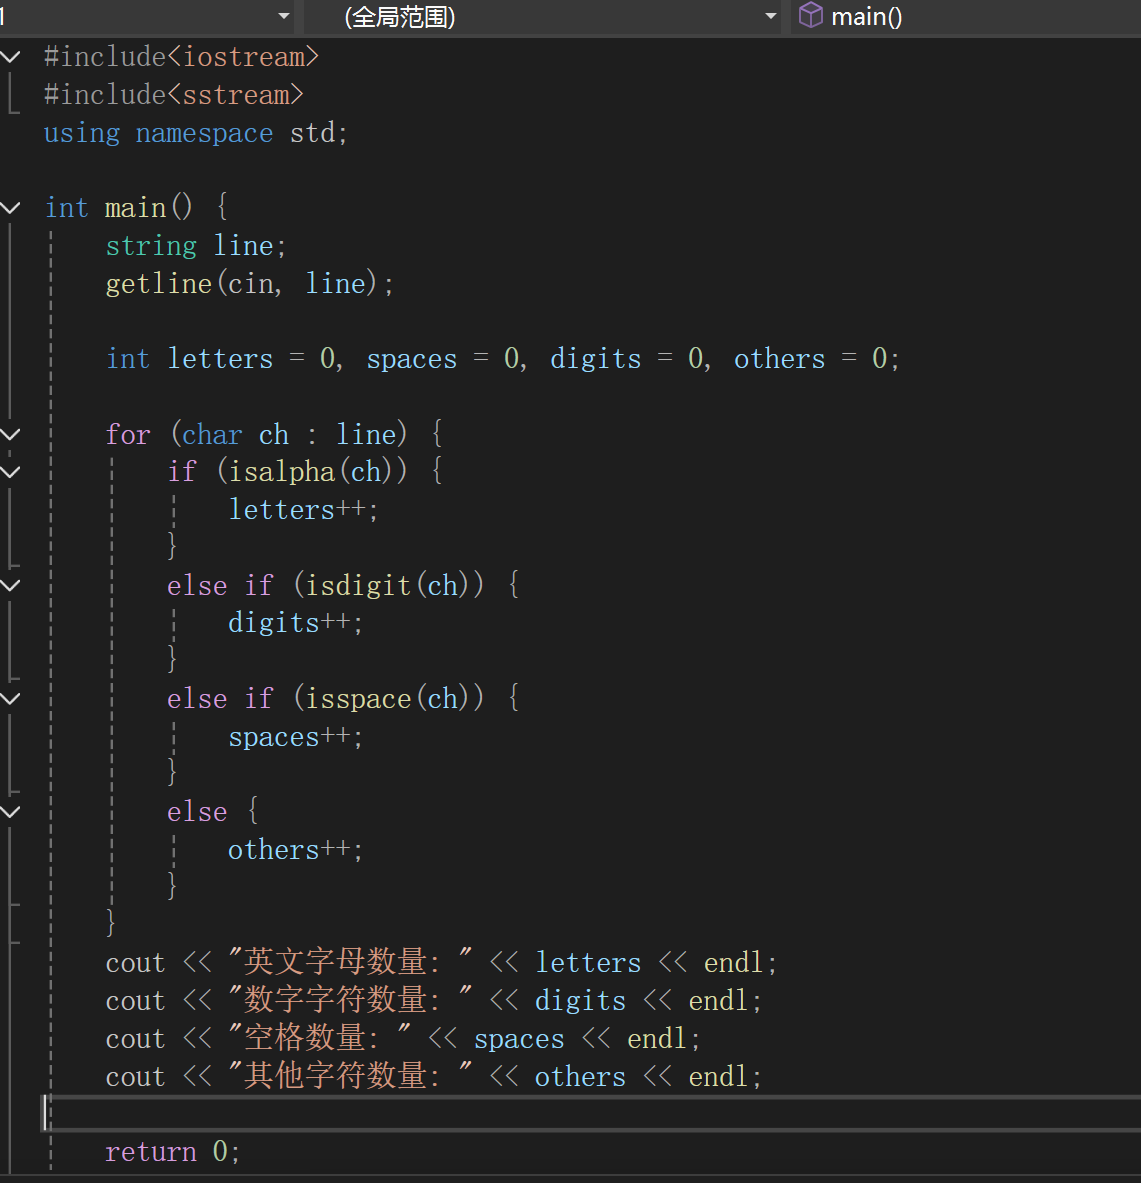 1 (全局范围) main()
#include<iostream>
#include<sstream>
using namespace std;
int main() {
    string line;
    getline(cin, line);
    int letters = 0, spaces = 0, digits = 0, others = 0;
    for (char ch : line) {
        if (isalpha(ch)) {
            letters++;
        }
        else if (isdigit(ch)) {
            digits++;
        }
        else if (isspace(ch)) {
            spaces++;
        }
        else {
            others++;
        }
    }
    cout << "英文字母数量: " << letters << endl;
    cout << "数字字符数量: " << digits << endl;
    cout << "空格数量: " << spaces << endl;
    cout << "其他字符数量: " << others << endl;
    return 0;